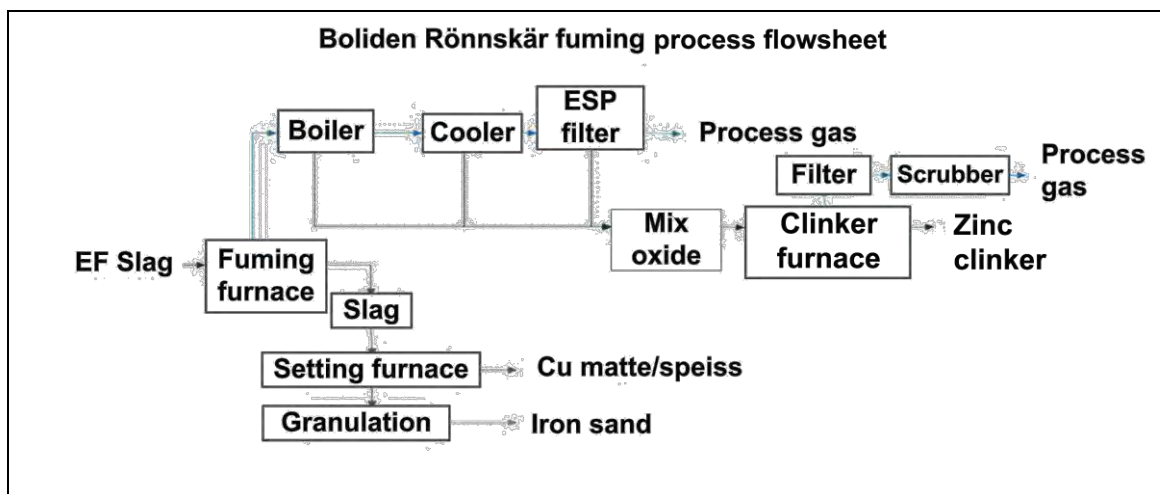 Boliden Rönnskär fuming process flowsheet
ESP
filter
Boiler
Cooler
Process gas
Process
gas
Filter
Scrubber
Mix
oxide
Clinker
furnace
Zinc
clinker
EF Slag
Fuming
furnace
Slag
Setting furnace
Cu matte/speiss
Granulation
Iron sand